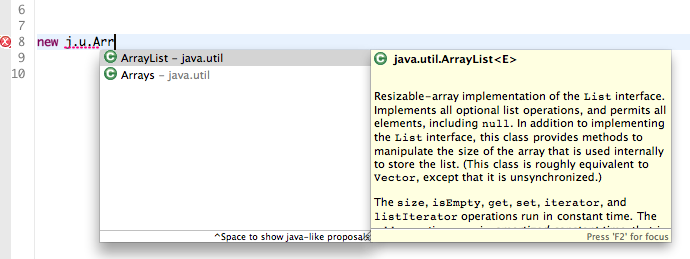 6
7
8 new j.u.Arr
9
10
ArrayList - java.util
Arrays - java.util
^Space to show java-like proposals
java.util.ArrayList<E>
Resizable-array implementation of the List interface.
Implements all optional list operations, and permits all
elements, including null. In addition to implementing
the List interface, this class provides methods to
manipulate the size of the array that is used internally
to store the list. (This class is roughly equivalent to
Vector, except that it is unsynchronized.)
The size, isEmpty, get, set, iterator, and
listIterator operations run in constant time. The
Press 'F2' for focus